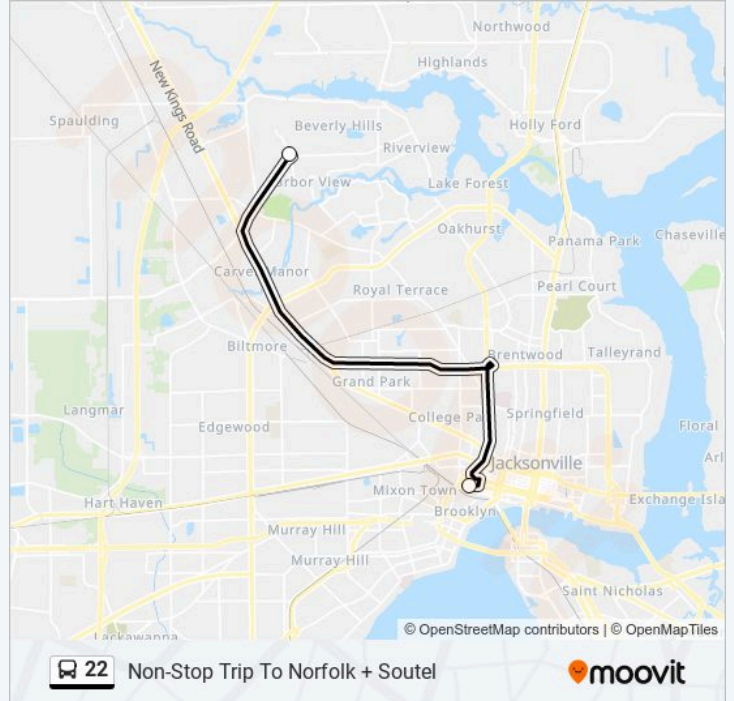 Northwood
Highlands
New Kings Road
Spaulding
Beverly Hills
Holly Ford
Riverview
arbor View
Lake Forest
Oakhurst
Chaseville
Panama Park
Carver Manor
Pearl Court
Royal Terrace
Biltmore
Brentwood
Talleyrand
Grand Park
Langmar
College Pa
Springfield
Edgewood
Floral
Jacksonville
Arl
Mixon Town
Hart Haven
Exchange Isla
Brooklyn
Murray Hill
Murray Hill
Saint Nicholas
Lackawanna
© OpenStreetMap contributors | © OpenMapTiles
22 Non-Stop Trip To Norfolk + Soutel
moovit